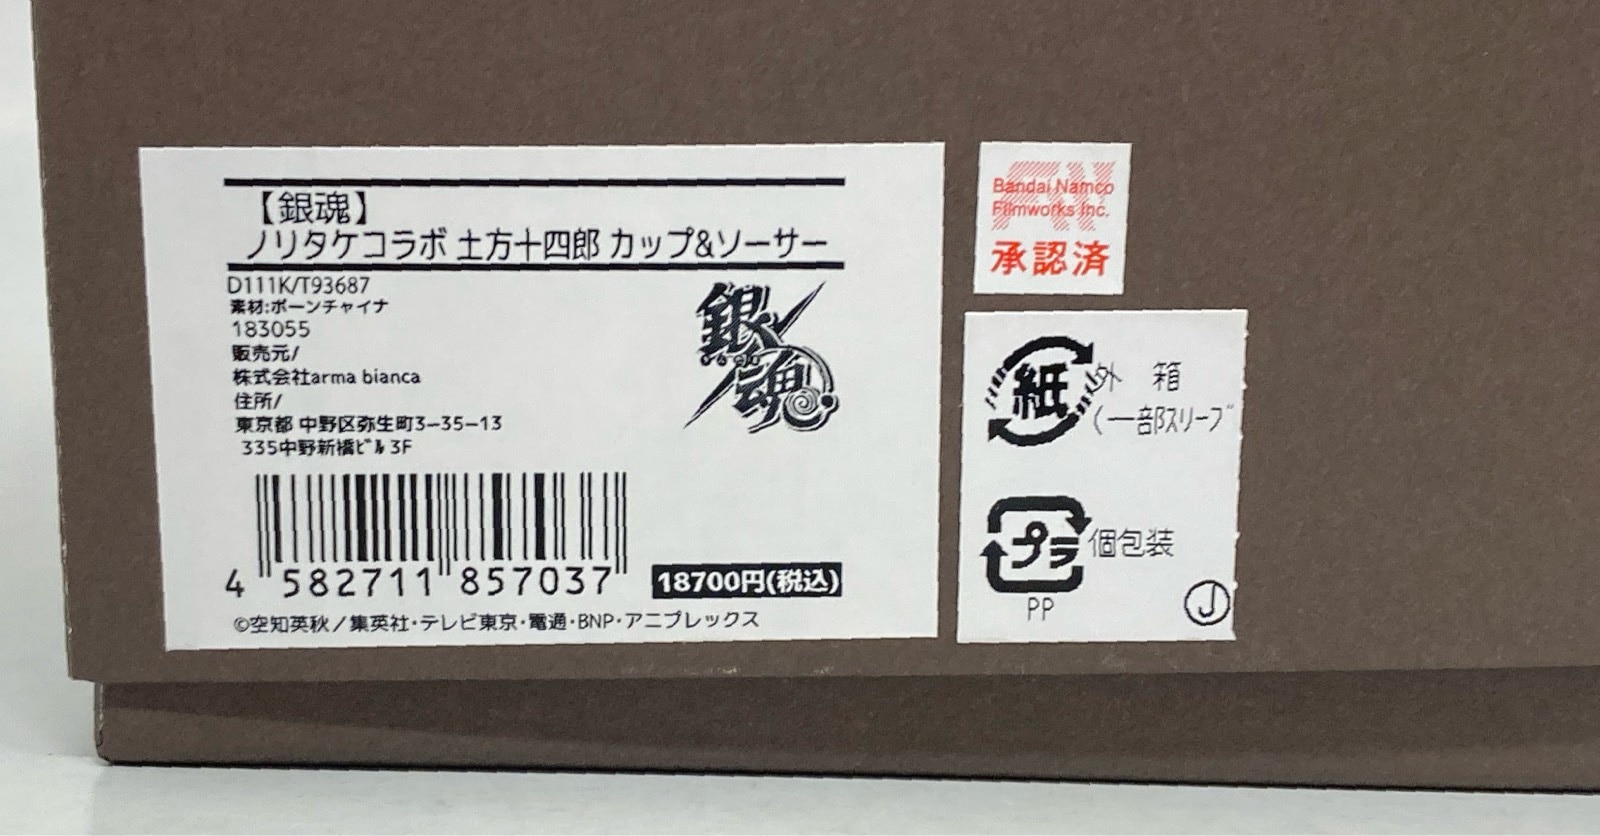 【銀魂】
ノリタケコラボ 土方十四郎 カップ&ソーサー
D111K/T93687
素材:ボーンチャイナ
183055
販売元/
株式会社arma bianca
住所/
東京都 中野区弥生町3-35-13
335中野新橋ビル3F
銀魂
4 582711 857037
18700円(税込)
©空知英秋/集英社・テレビ東京・電通・BNP・アニプレックス
Bandai Namco
Filmworks Inc.
承認済
紙 外 箱
(一部スリーブ
プラ 個包装
PP
J